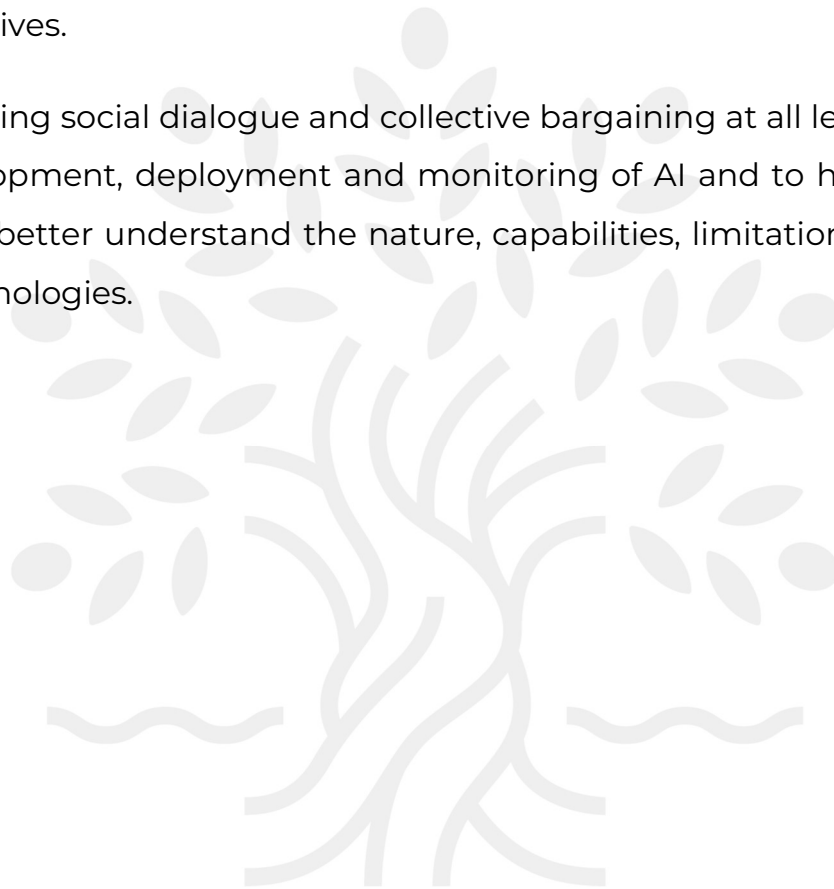 ives.
ing social dialogue and collective bargaining at all le
opment, deployment and monitoring of AI and to h
better understand the nature, capabilities, limitation
nologies.